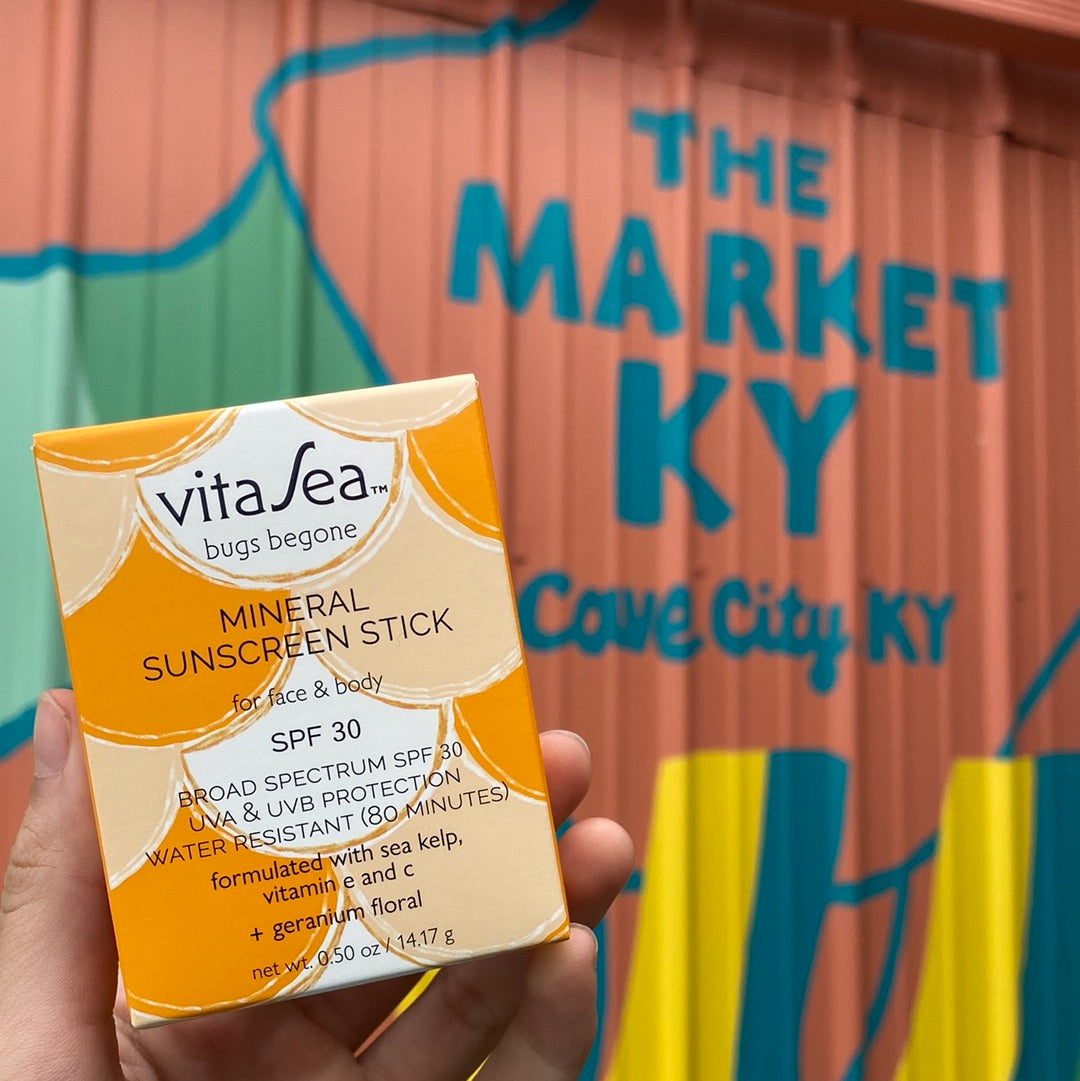 THE
MARKET
KY
Cave City, KY
vitaSea™
bugs begone
MINERAL
SUNSCREEN STICK
for face & body
SPF 30
BROAD SPECTRUM SPF 30
UVA & UVB PROTECTION
WATER RESISTANT (80 MINUTES)
formulated with sea kelp,
vitamin e and c
+ geranium floral
net wt. 0.50 oz / 14.17 g